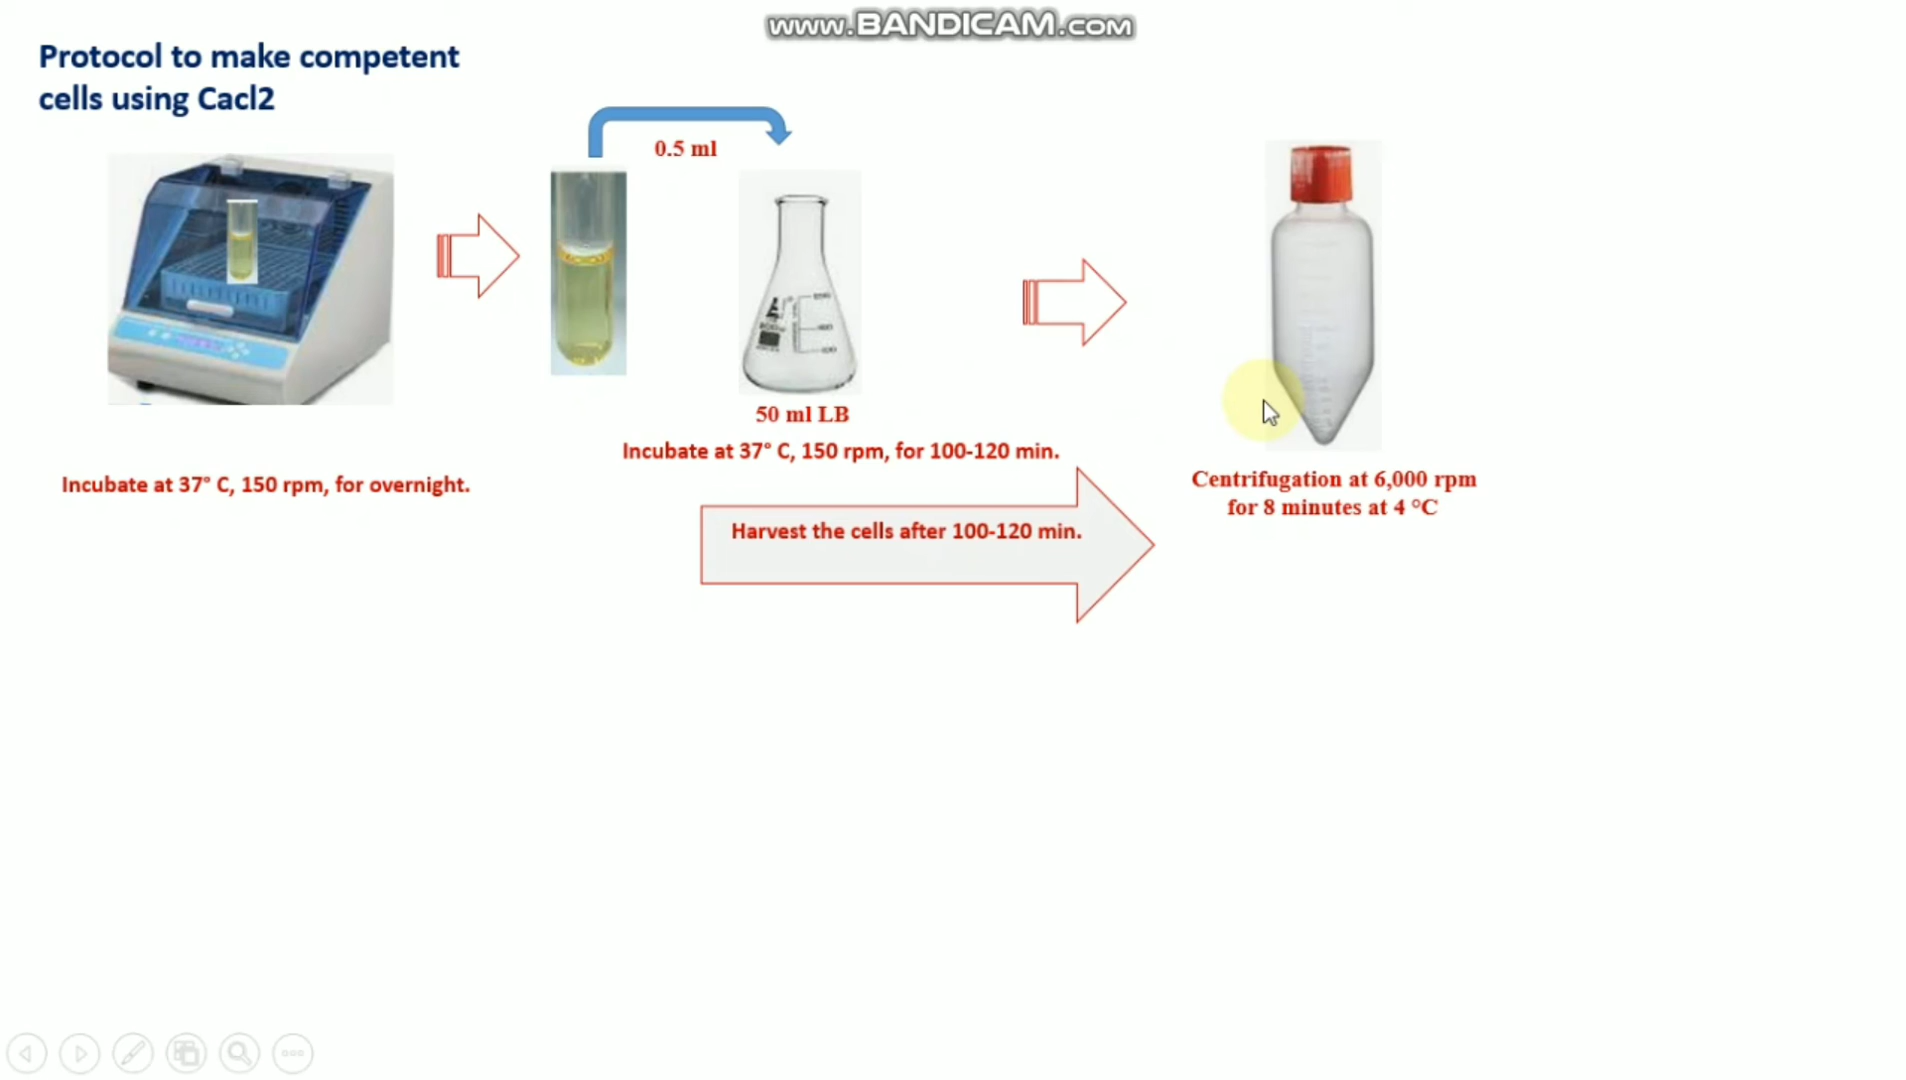 www.BANDICAM.com
Protocol to make competent
cells using Cacl2
0.5 ml
50 ml LB
Incubate at 37° C, 150 rpm, for 100-120 min.
Incubate at 37° C, 150 rpm, for overnight.
Centrifugation at 6,000 rpm
for 8 minutes at 4 °C
Harvest the cells after 100-120 min.